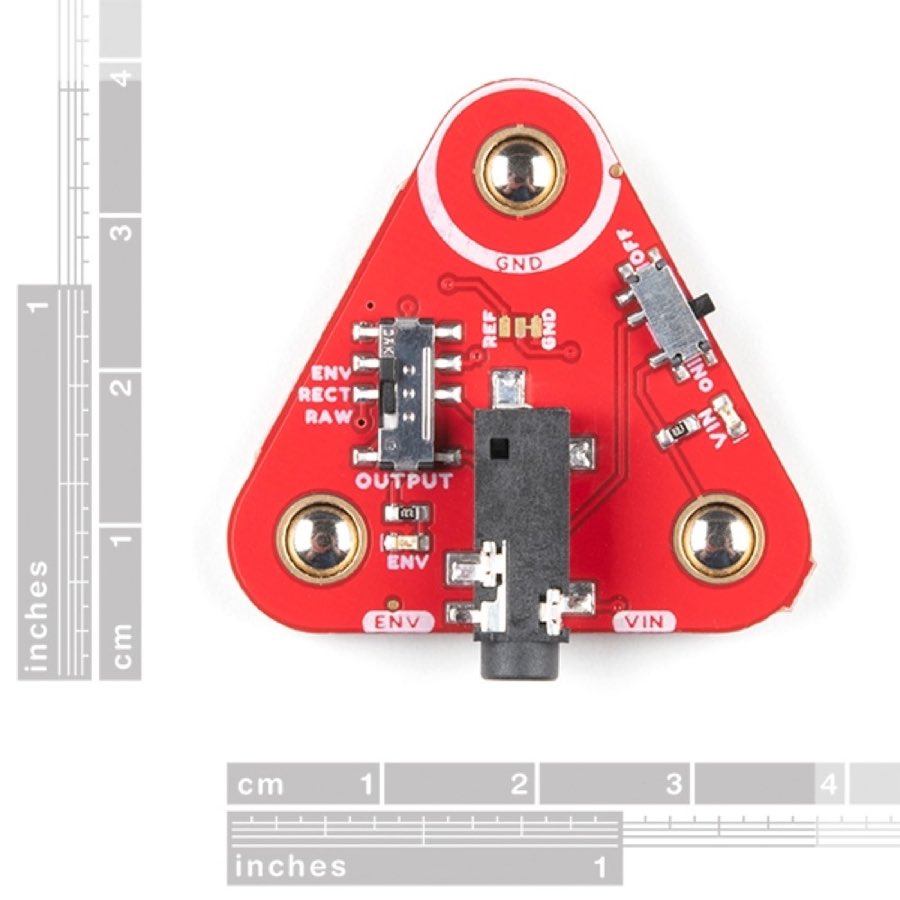 4
3
2
1
cm
1
inches
GND
OFF
REF
GND
ENV
RECT
RAW
ON
VIN
OUTPUT
ENV
ENV
VIN
cm 1 2 3 4
inches 1